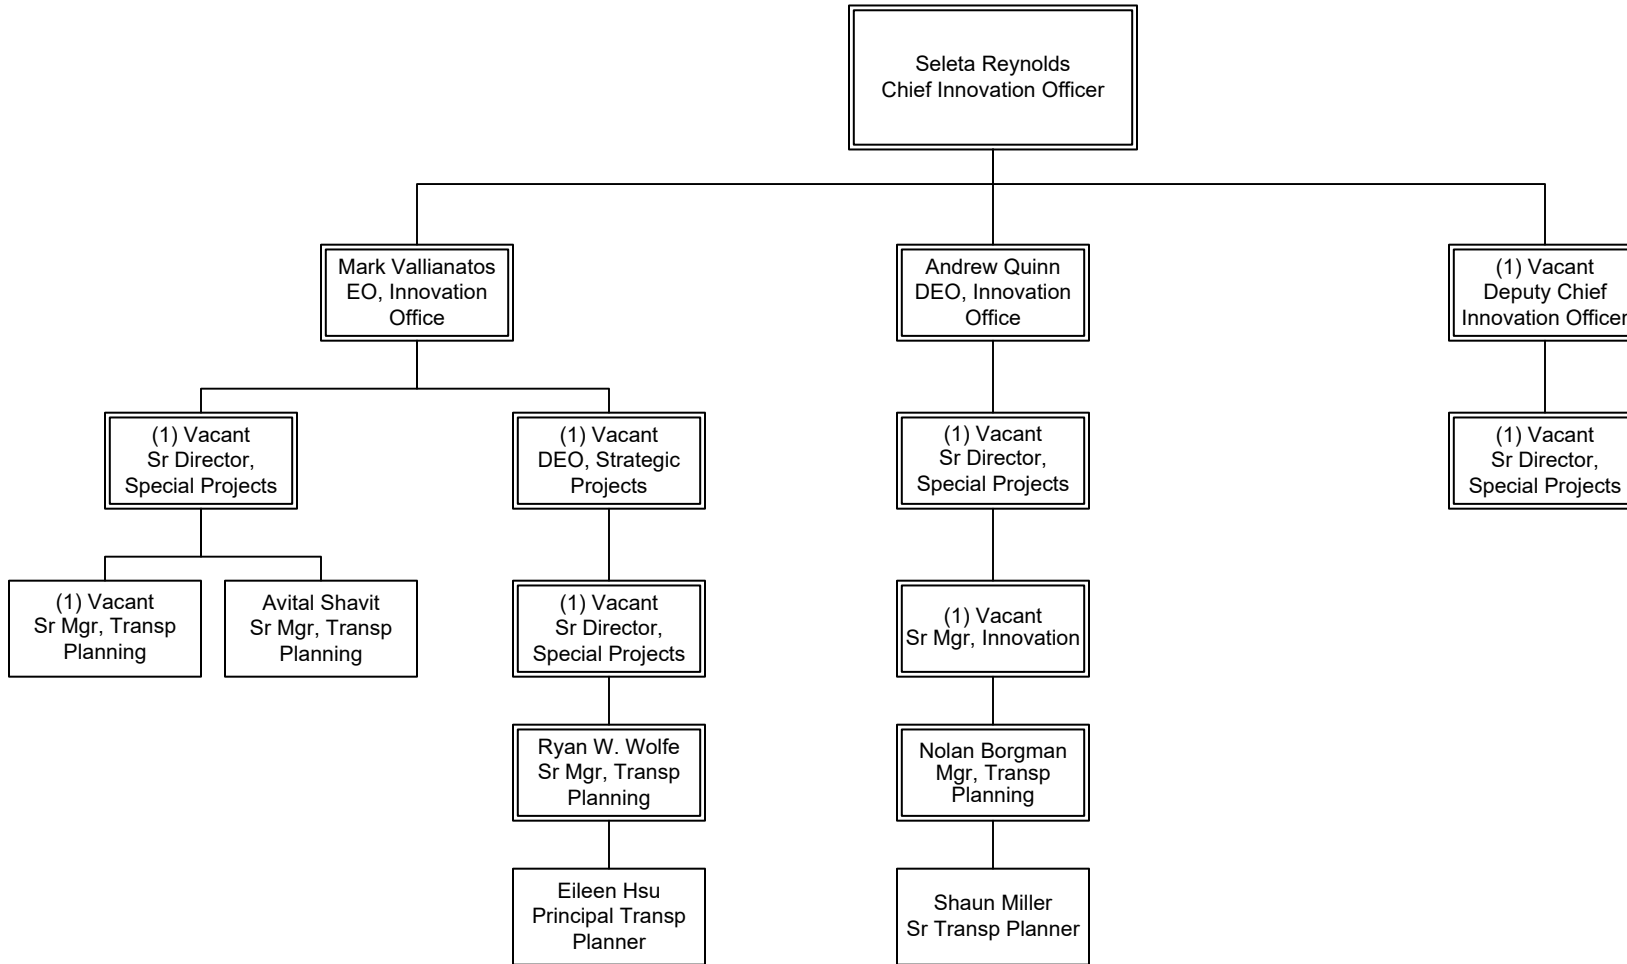 Seleta Reynolds
Chief Innovation Officer
Mark Vallianatos
EO, Innovation
Office
Andrew Quinn
DEO, Innovation
Office
(1) Vacant
Deputy Chief
Innovation Officer
(1) Vacant
Sr Director,
Special Projects
(1) Vacant
DEO, Strategic
Projects
(1) Vacant
Sr Director,
Special Projects
(1) Vacant
Sr Director,
Special Projects
(1) Vacant
Sr Mgr, Transp
Planning
Avital Shavit
Sr Mgr, Transp
Planning
(1) Vacant
Sr Director,
Special Projects
(1) Vacant
Sr Mgr, Innovation
Ryan W. Wolfe
Sr Mgr, Transp
Planning
Nolan Borgman
Mgr, Transp
Planning
Eileen Hsu
Principal Transp
Planner
Shaun Miller
Sr Transp Planner